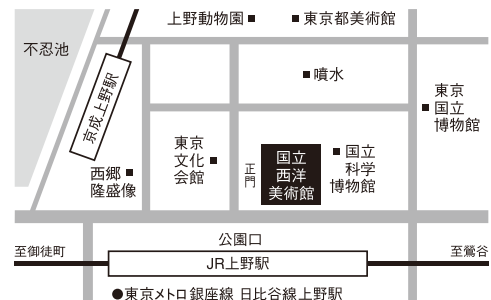 上野動物園
東京都美術館
不忍池
噴水
京成上野駅
東京
国立
博物館
東京
文化
会館
正門
国立
西洋
美術館
国立
科学
博物館
西郷
隆盛像
公園口
至御徒町
JR上野駅
至鶯谷
東京メトロ銀座線 日比谷線上野駅